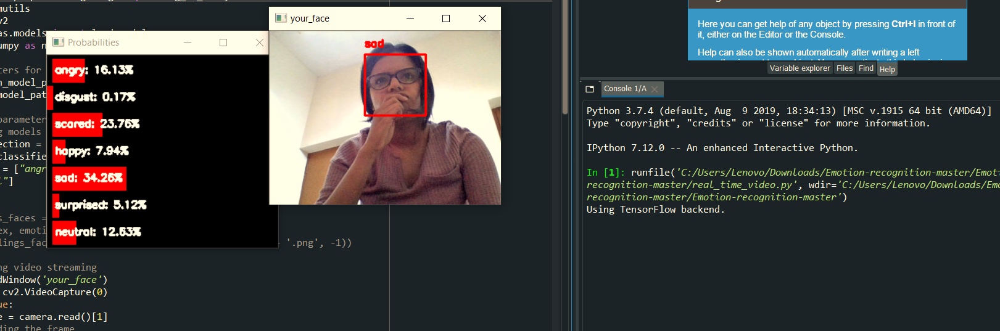 mutils
v2
as.models
umpy as n
ters for
n_model_p
model_pat
parameter
g models
ection =
classifie
= ["angr
l"]
s_faces =
ex, emoti
lings_fac
'.png', -1))
ng video streaming
dWindow('your_face')
cv2.VideoCapture(0)
ue:
e = camera.read()[1]
ding the frame
Probabilities
angry: 16.13%
disgust: 0.17%
scared: 23.76%
happy: 7.94%
sad: 34.26%
surprised: 5.12%
neutral: 12.63%
your_face
sad
Here you can get help of any object by pressing Ctrl+I in front of
it, either on the Editor or the Console.
Help can also be shown automatically after writing a left
Variable explorer Files Find Help
Console 1/A
Python 3.7.4 (default, Aug 9 2019, 18:34:13) [MSC v.1915 64 bit (AMD64)]
Type "copyright", "credits" or "license" for more information.
IPython 7.12.0 -- An enhanced Interactive Python.
In [1]: runfile('C:/Users/Lenovo/Downloads/Emotion-recognition-master/Emoti
recognition-master/real_time_video.py', wdir='C:/Users/Lenovo/Downloads/Emo
recognition-master/Emotion-recognition-master')
Using TensorFlow backend.